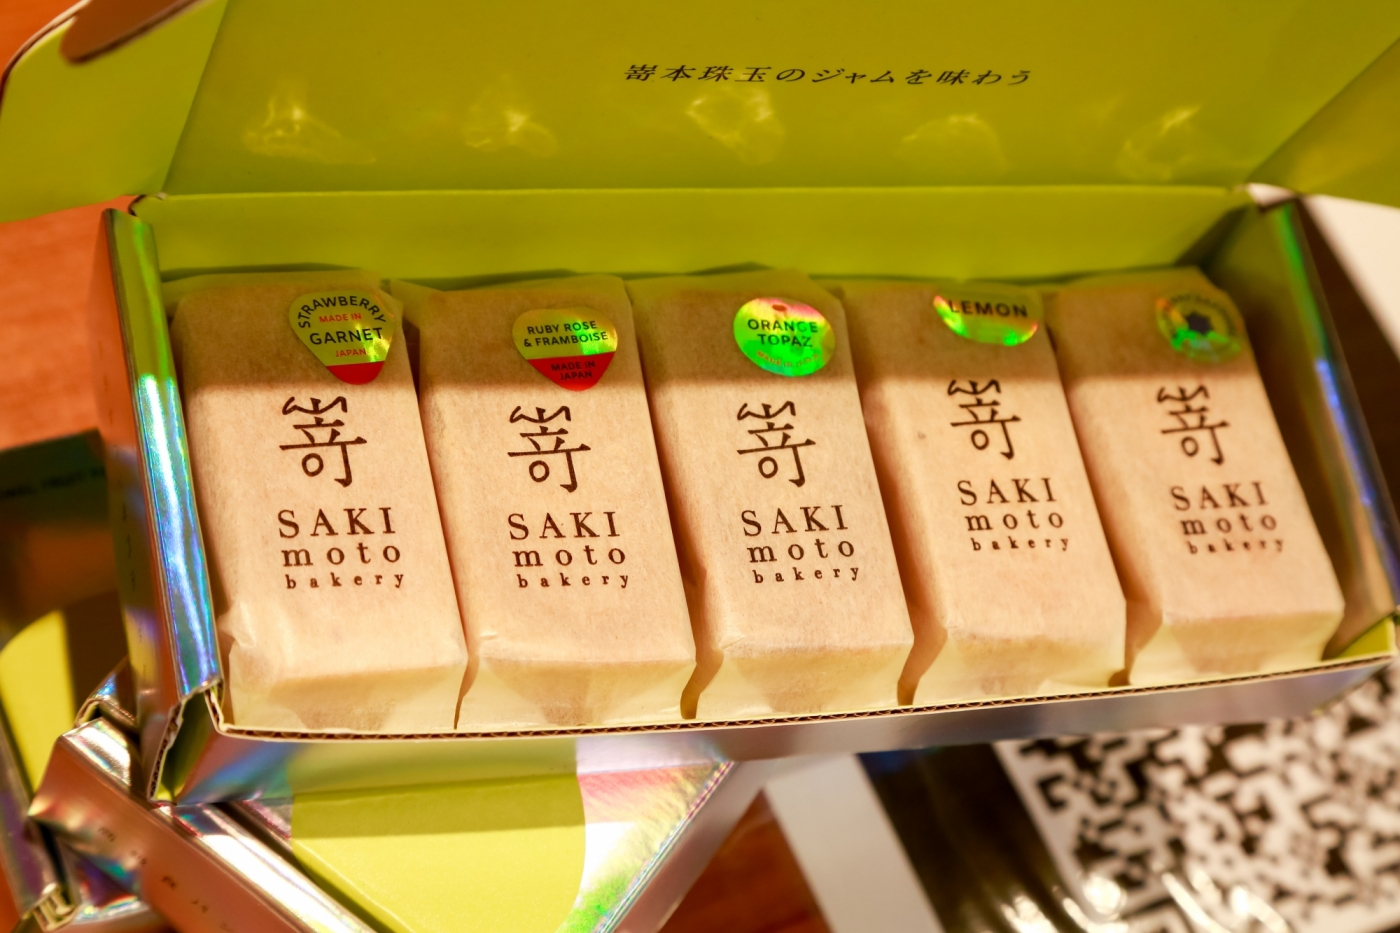 嵜本珠玉のジャムを味わう
STRAWBERRY
MADE IN
GARNET
JAPAN
RUBY ROSE
& FRAMBOISE
MADE IN
JAPAN
ORANGE
TOPAZ
LEMON
嵜
SAKI
moto
bakery
嵜
SAKI
moto
bakery
嵜
SAKI
moto
bakery
嵜
SAKI
moto
bakery
嵜
SAKI
moto
bakery